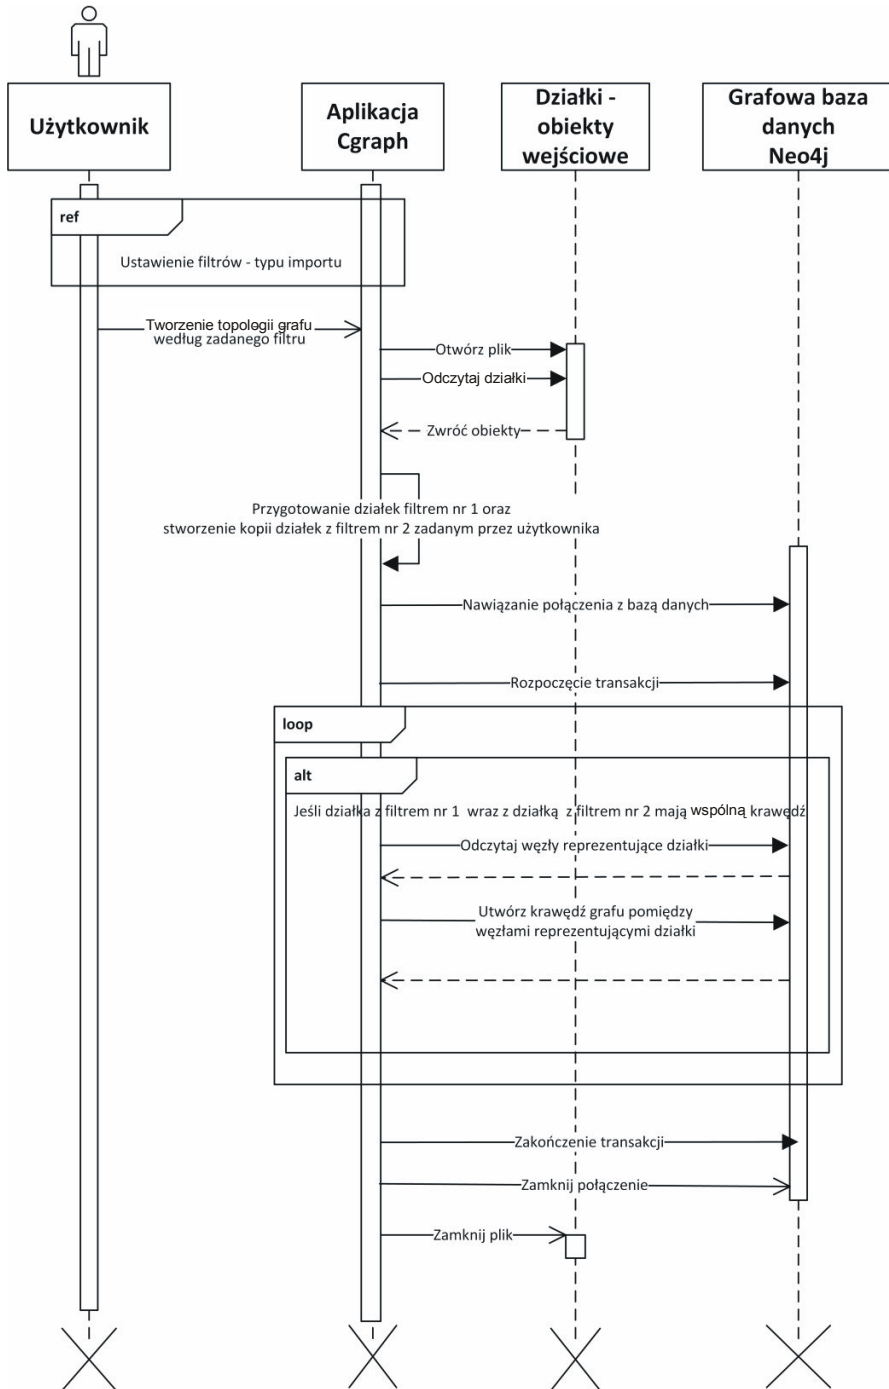 Użytkownik
Aplikacja
Cgraph
Działki -
obiekty
wejściowe
Grafowa baza
danych
Neo4j
ref
Ustawienie filtrów - typu importu
Tworzenie topologii grafu
według zadanego filtru
Otwórz plik
Odczytaj działki
Zwróć obiekty
Przygotowanie działek filtrem nr 1 oraz
stworzenie kopii działek z filtrem nr 2 zadanym przez użytkownika
Nawiązanie połączenia z bazą danych
Rozpoczęcie transakcji
loop
alt
Jeśli działka z filtrem nr 1 wraz z działką z filtrem nr 2 mają wspólną krawędź
Odczytaj węzły reprezentujące działki
Utwórz krawędź grafu pomiędzy
węzłami reprezentującymi działki
Zakończenie transakcji
Zamknij połączenie
Zamknij plik